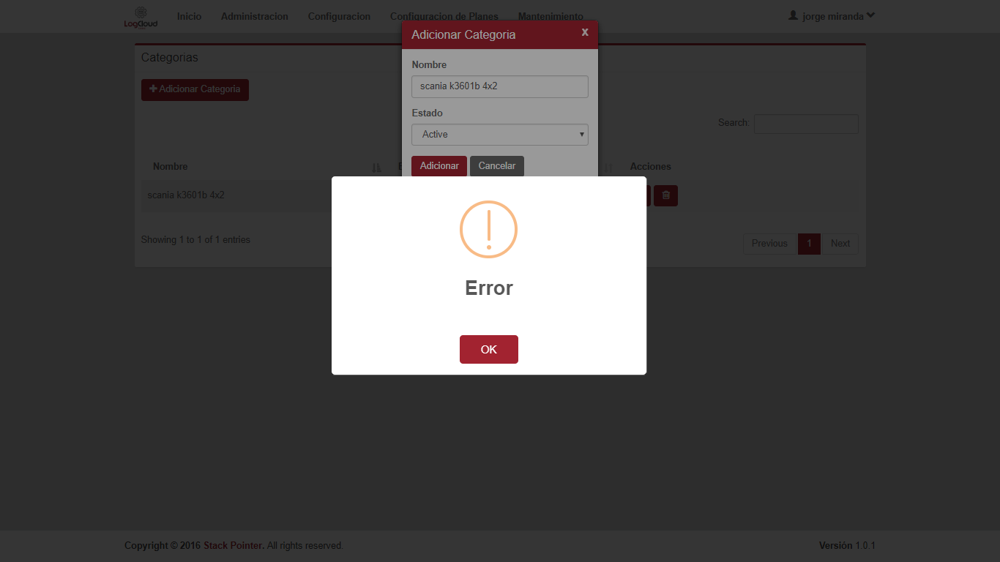 LogCloud Inicio Administracion Configuracion Configuracion de Planes Mantenimiento jorge miranda
Adicionar Categoria x
Categorias
Nombre
Adicionar Categoria
scania k3601b 4x2
Estado
Search:
Active
Adicionar Cancelar
Nombre E Acciones
scania k3601b 4x2
Showing 1 to 1 of 1 entries
Previous 1 Next
Error
OK
Copyright © 2016 Stack Pointer. All rights reserved. Versión 1.0.1